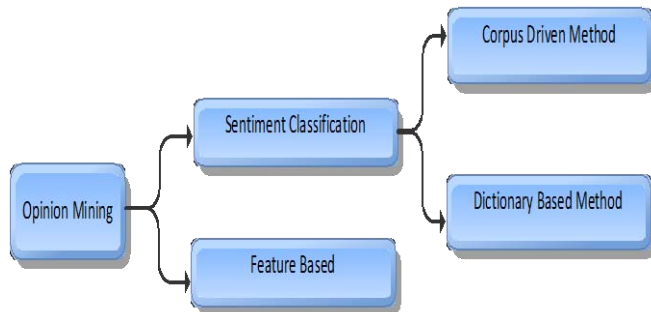 Corpus Driven Method
Sentiment Classification
Opinion Mining
Dictionary Based Method
Feature Based